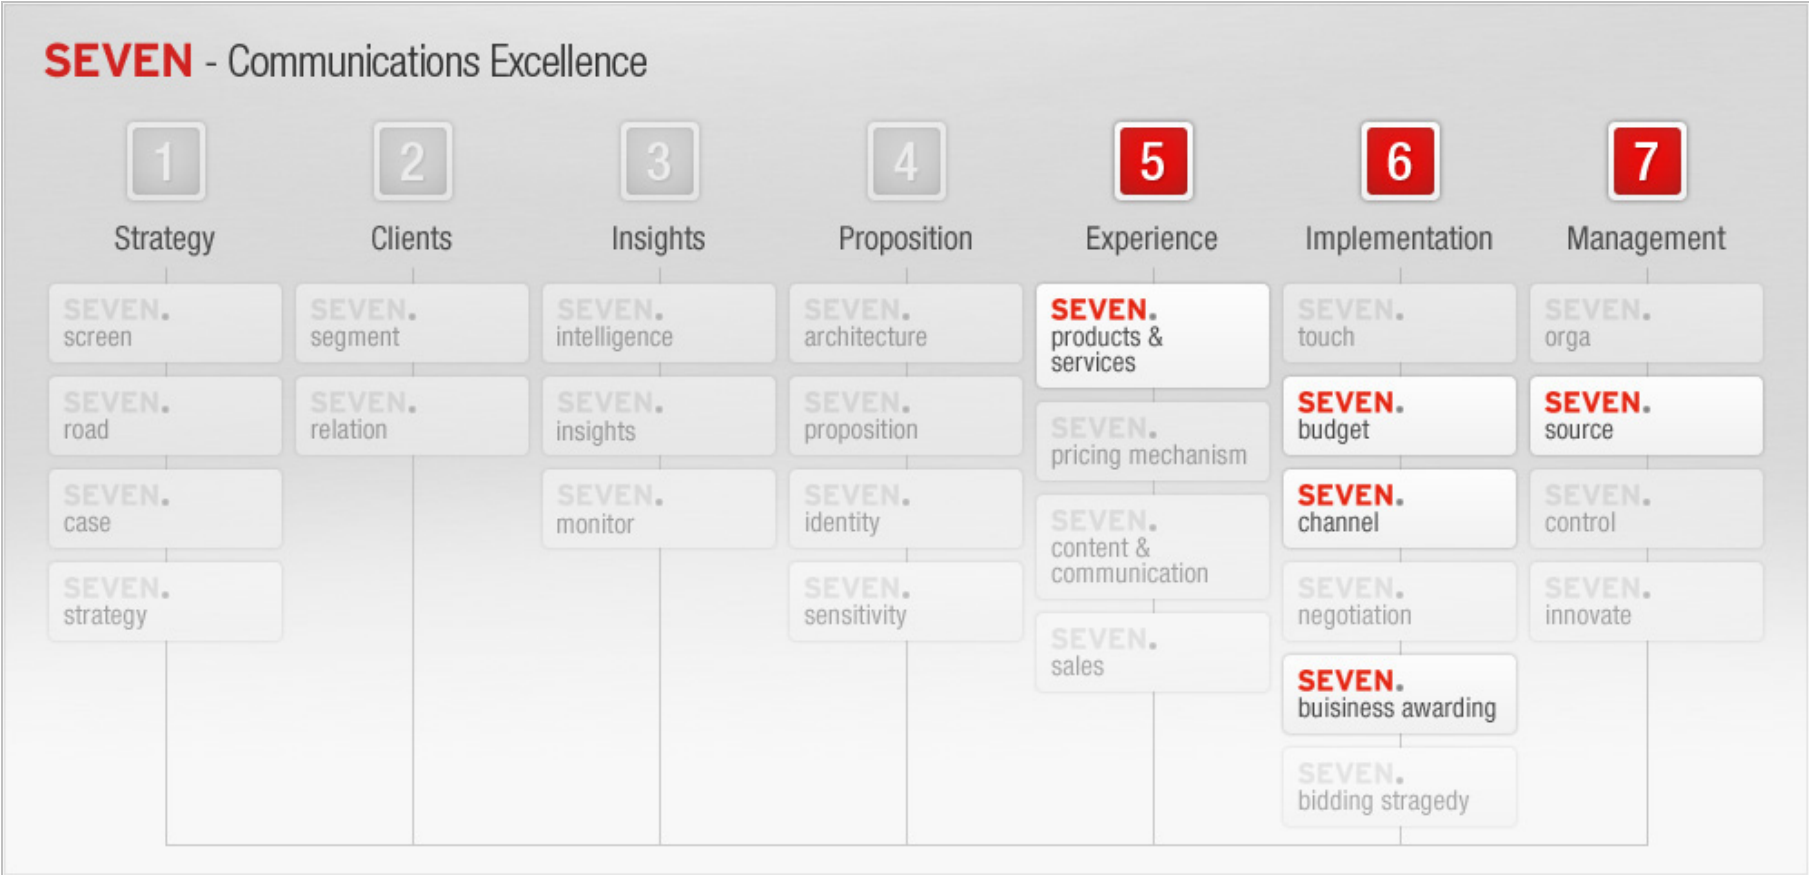 SEVEN - Communications Excellence
1
2
3
4
5
6
7
Strategy
Clients
Insights
Proposition
Experience
Implementation
Management
SEVEN.
screen
SEVEN.
road
SEVEN.
case
SEVEN.
strategy
SEVEN.
segment
SEVEN.
relation
SEVEN.
intelligence
SEVEN.
insights
SEVEN.
monitor
SEVEN.
architecture
SEVEN.
proposition
SEVEN.
identity
SEVEN.
sensitivity
SEVEN.
products &
services
SEVEN.
pricing mechanism
SEVEN.
content &
communication
SEVEN.
sales
SEVEN.
touch
SEVEN.
budget
SEVEN.
channel
SEVEN.
negotiation
SEVEN.
buisiness awarding
SEVEN.
bidding stragedy
SEVEN.
orga
SEVEN.
source
SEVEN.
control
SEVEN.
innovate